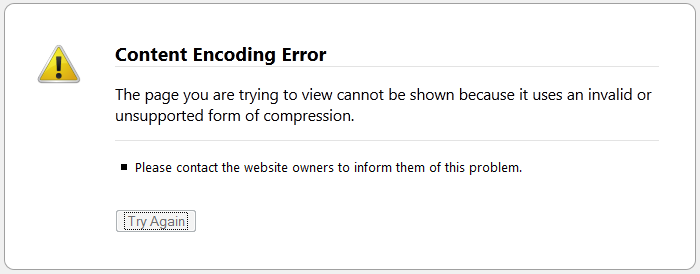 Content Encoding Error
The page you are trying to view cannot be shown because it uses an invalid or
unsupported form of compression.
Please contact the website owners to inform them of this problem.
Try Again